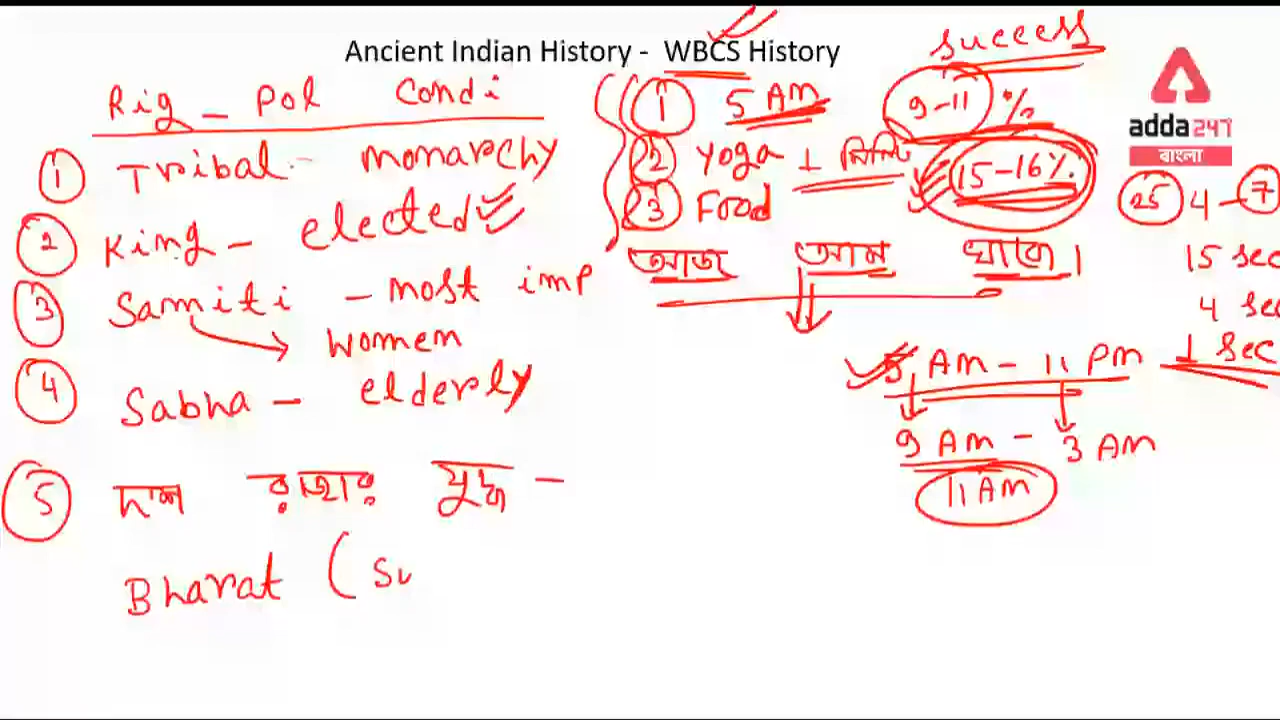 Ancient Indian History - WBCS History
Rig - Pol Condi
① Tribal - monarchy
② King - elected
③ Samiti - most imp
women
④ Sabha - elderly
⑤ দশ রাজার যুদ্ধ -
Bharat (su
success
① 5 AM
② Yoga
③ Food
9-11 %
15-16%
25 4-7
আজ আম খাবো।
15 sec
4 sec
1 sec
5 AM - 11 PM
9 AM - 3 AM
11 AM
adda247
বাংলা